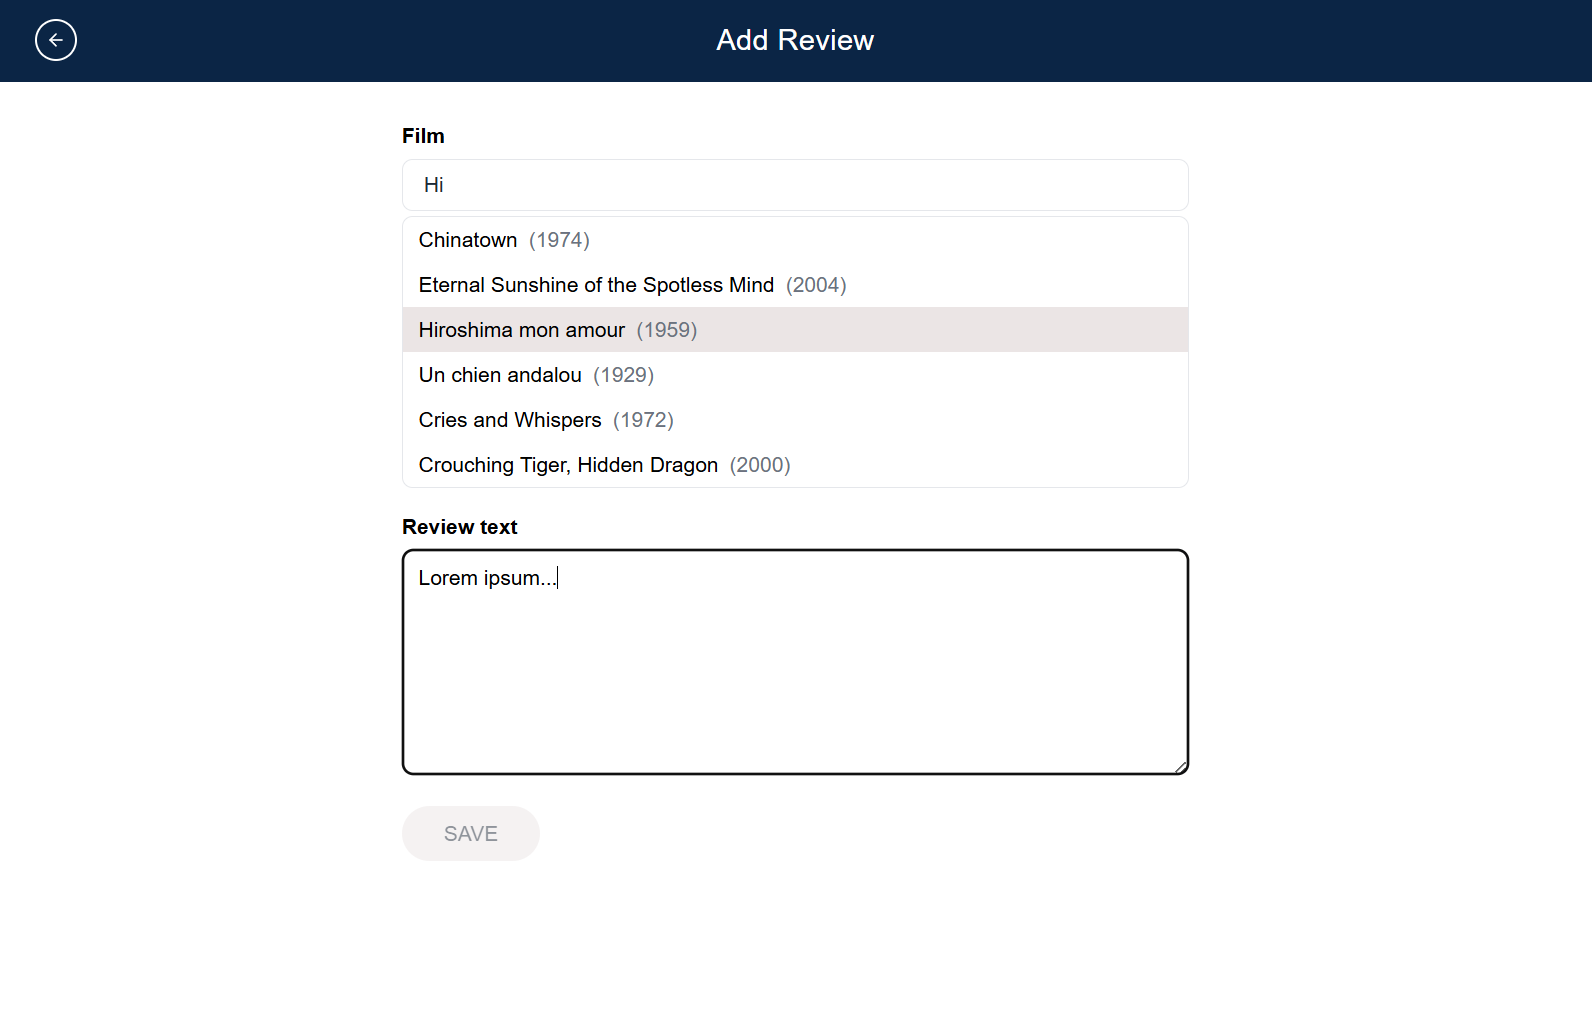 Add Review
Film
Hi
Chinatown (1974)
Eternal Sunshine of the Spotless Mind (2004)
Hiroshima mon amour (1959)
Un chien andalou (1929)
Cries and Whispers (1972)
Crouching Tiger, Hidden Dragon (2000)
Review text
Lorem ipsum...
SAVE